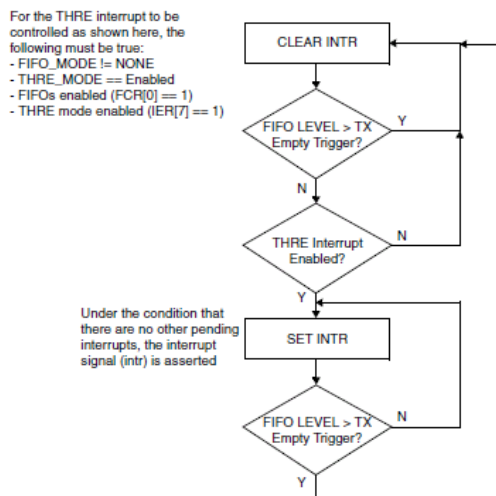 For the THRE interrupt to be
controlled as shown here, the
following must be true:
- FIFO_MODE != NONE
- THRE_MODE == Enabled
- FIFOs enabled (FCR[0] == 1)
- THRE mode enabled (IER[7] == 1)
CLEAR INTR
FIFO LEVEL > TX
Empty Trigger?
Y
N
THRE Interrupt
Enabled?
N
Y
Under the condition that
there are no other pending
interrupts, the interrupt
signal (intr) is asserted
SET INTR
FIFO LEVEL > TX
Empty Trigger?
N
Y